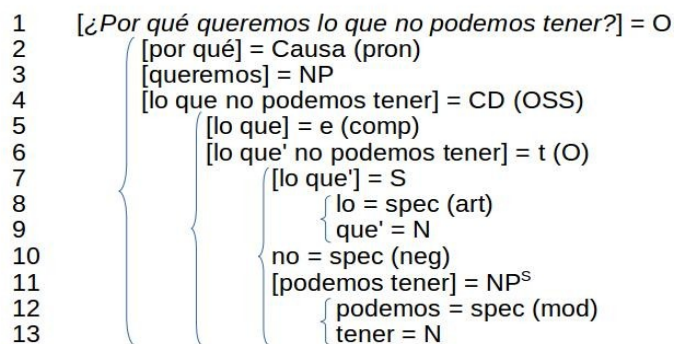 1 [¿Por qué queremos lo que no podemos tener?] = O
2 [por qué] = Causa (pron)
3 [queremos] = NP
4 [lo que no podemos tener] = CD (OSS)
5 [lo que] = e (comp)
6 [lo que' no podemos tener] = t (O)
7 [lo que'] = S
8 lo = spec (art)
9 que' = N
10 no = spec (neg)
11 [podemos tener] = NPˢ
12 podemos = spec (mod)
13 tener = N